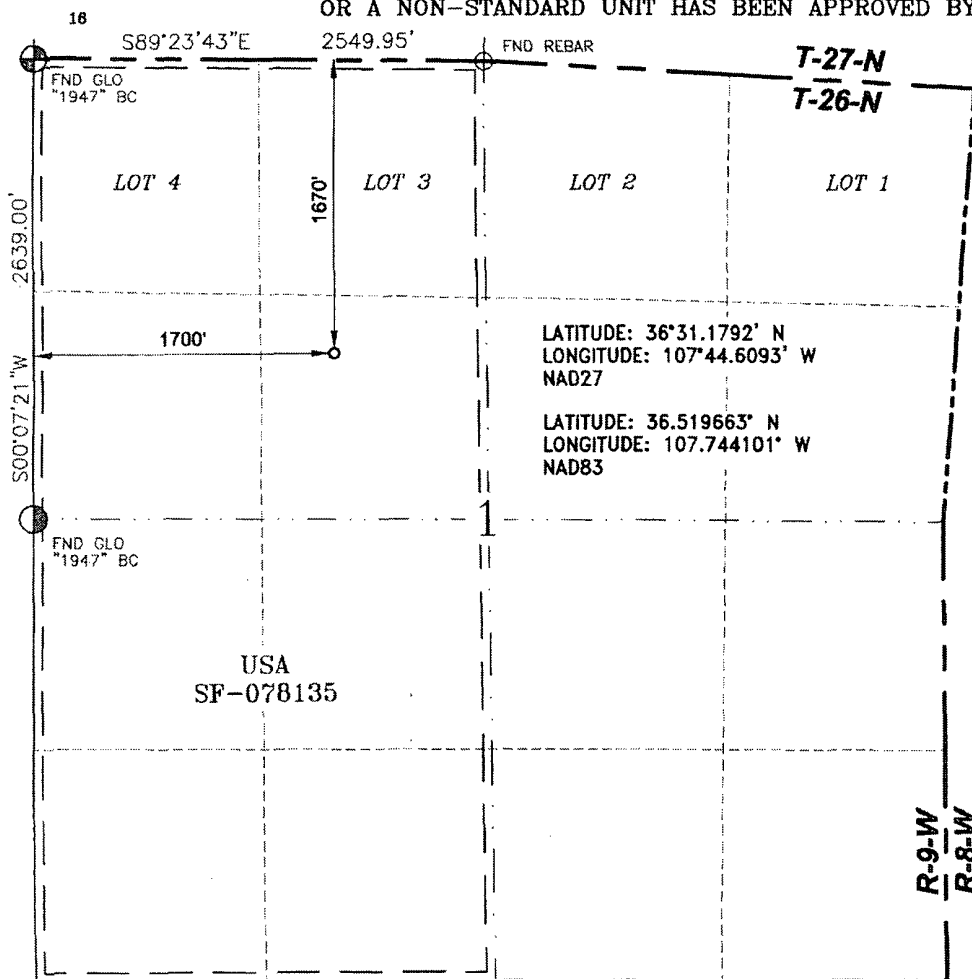 OR A NON-STANDARD UNIT HAS BEEN APPROVED BY
16
S89°23'43"E 2549.95' FND REBAR
T-27-N
T-26-N
FND GLO
"1947" BC
LOT 4 LOT 3 LOT 2 LOT 1
1670'
2639.00'
S00°07'21"W
1700'
LATITUDE: 36°31.1792' N
LONGITUDE: 107°44.6093' W
NAD27
LATITUDE: 36.519663° N
LONGITUDE: 107.744101° W
NAD83
1
FND GLO
"1947" BC
USA
SF-078135
R-9-W
R-8-W